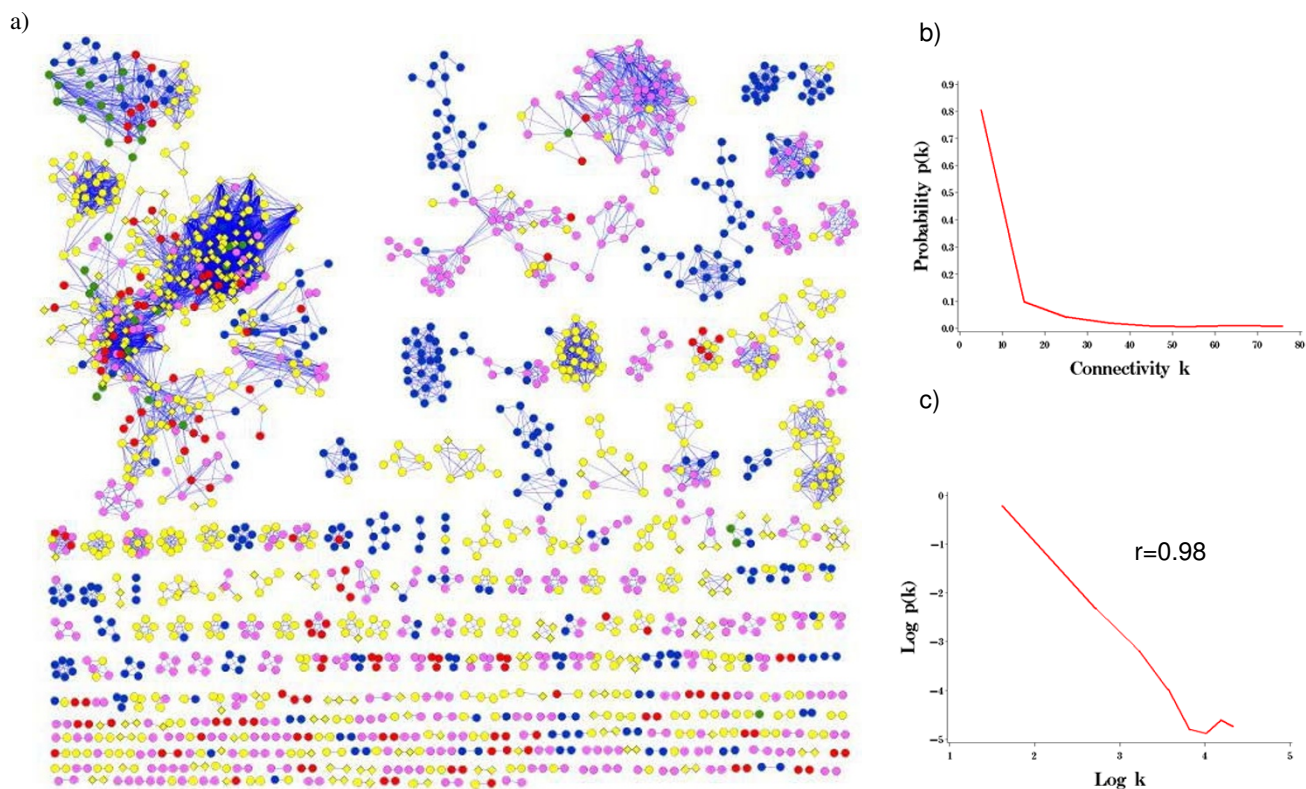 a)
b)
0.9
0.8
0.7
0.6
0.5
0.4
0.3
0.2
0.1
0.0
0 10 20 30 40 50 60 70 80
Probability p(k)
Connectivity k
c)
0
−1
−2
−3
−4
−5
1 2 3 4 5
Log p(k)
Log k
r=0.98